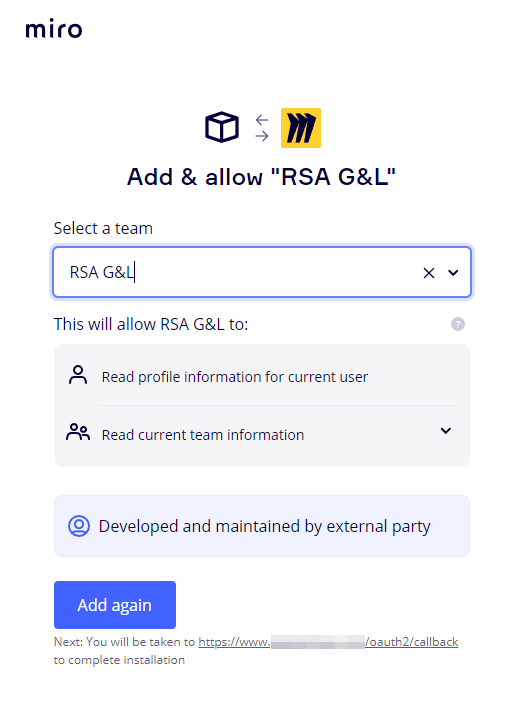 miro
Add & allow "RSA G&L"
Select a team
RSA G&L
This will allow RSA G&L to:
?
Read profile information for current user
Read current team information
Developed and maintained by external party
Add again
Next: You will be taken to https://www. /oauth2/callback
to complete installation